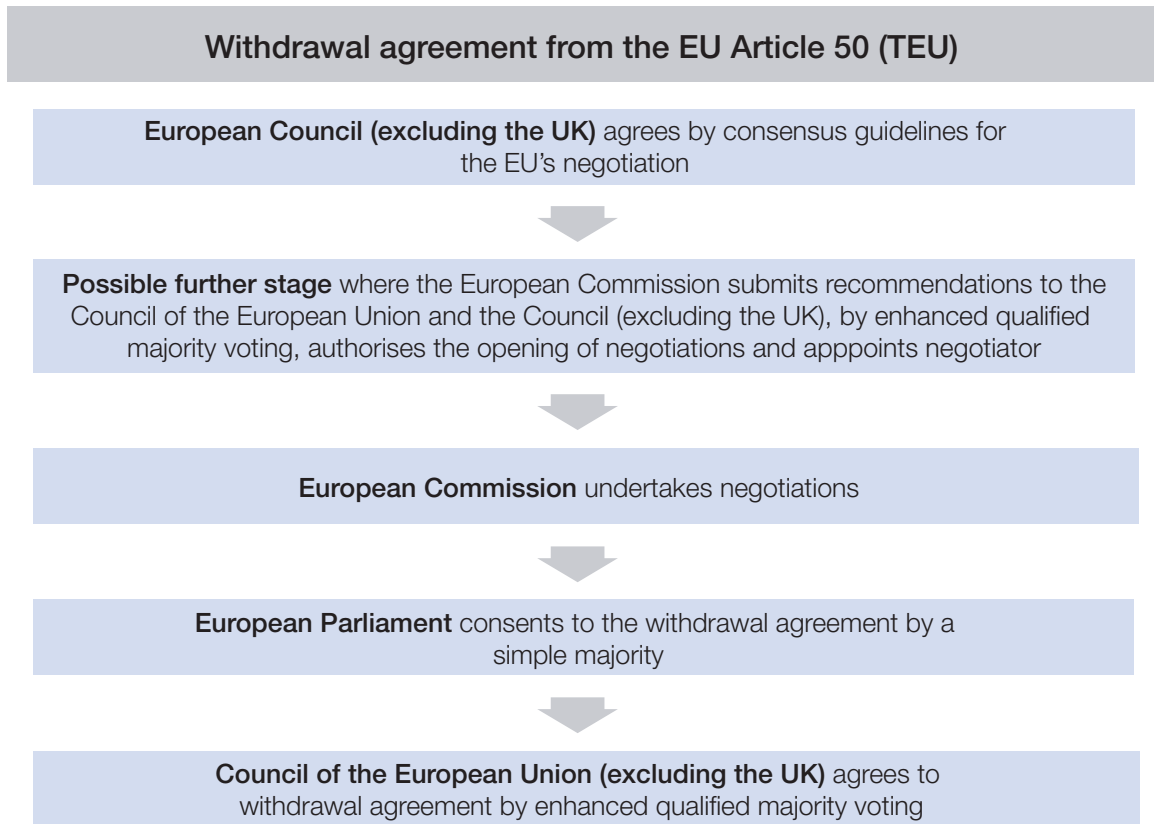 Withdrawal agreement from the EU Article 50 (TEU)
European Council (excluding the UK) agrees by consensus guidelines for
the EU’s negotiation
Possible further stage where the European Commission submits recommendations to the
Council of the European Union and the Council (excluding the UK), by enhanced qualified
majority voting, authorises the opening of negotiations and apppoints negotiator
European Commission undertakes negotiations
European Parliament consents to the withdrawal agreement by a
simple majority
Council of the European Union (excluding the UK) agrees to
withdrawal agreement by enhanced qualified majority voting